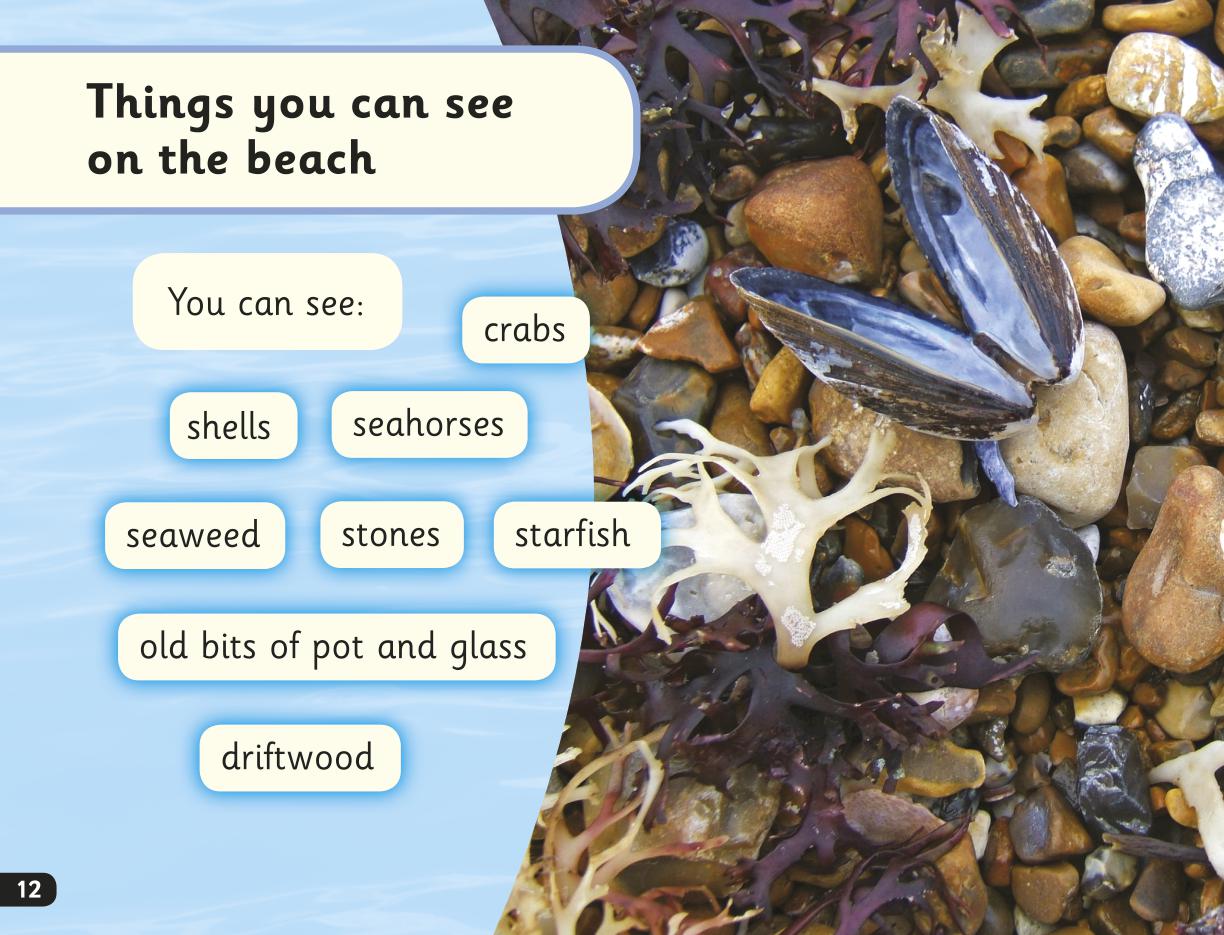 Things you can see
on the beach
You can see:
crabs
shells
seahorses
seaweed
stones
starfish
old bits of pot and glass
driftwood
12